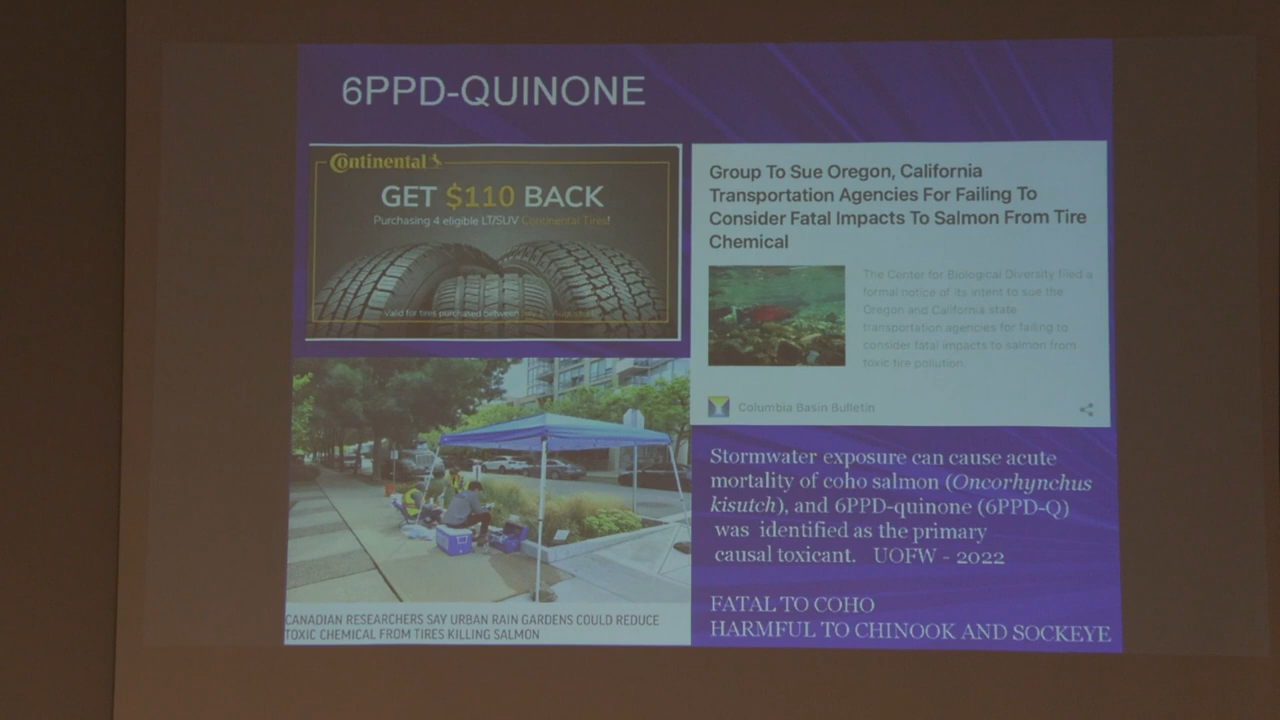 6PPD-QUINONE
Continental
GET $110 BACK
Purchasing 4 eligible LT/SUV Continental Tires!
Valid for tires purchased between
Group To Sue Oregon, California
Transportation Agencies For Failing To
Consider Fatal Impacts To Salmon From Tire
Chemical
The Center for Biological Diversity filed a
formal notice of its intent to sue the
Oregon and California state
transportation agencies for failing to
consider fatal impacts to salmon from
toxic tire pollution.
Columbia Basin Bulletin
CANADIAN RESEARCHERS SAY URBAN RAIN GARDENS COULD REDUCE
TOXIC CHEMICAL FROM TIRES KILLING SALMON
Stormwater exposure can cause acute
mortality of coho salmon (Oncorhynchus
kisutch), and 6PPD-quinone (6PPD-Q)
was identified as the primary
causal toxicant. UOFW - 2022
FATAL TO COHO
HARMFUL TO CHINOOK AND SOCKEYE